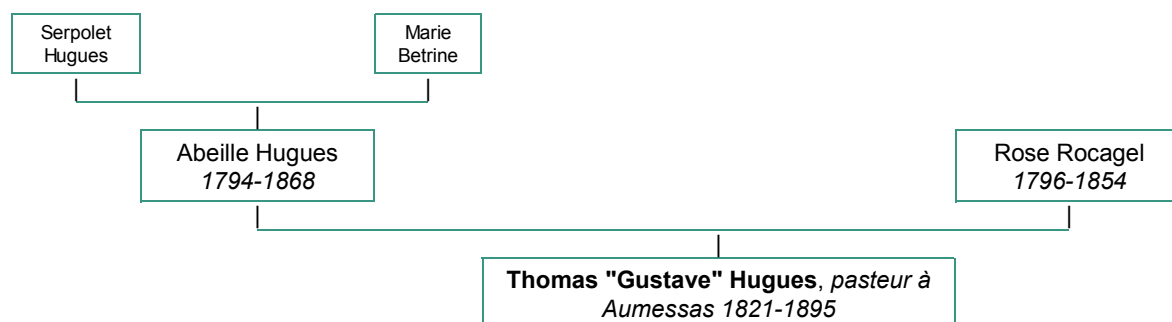 Serpolet
Hugues
Marie
Betrine
Abeille Hugues
1794-1868
Rose Rocagel
1796-1854
Thomas "Gustave" Hugues, pasteur à
Aumessas 1821-1895